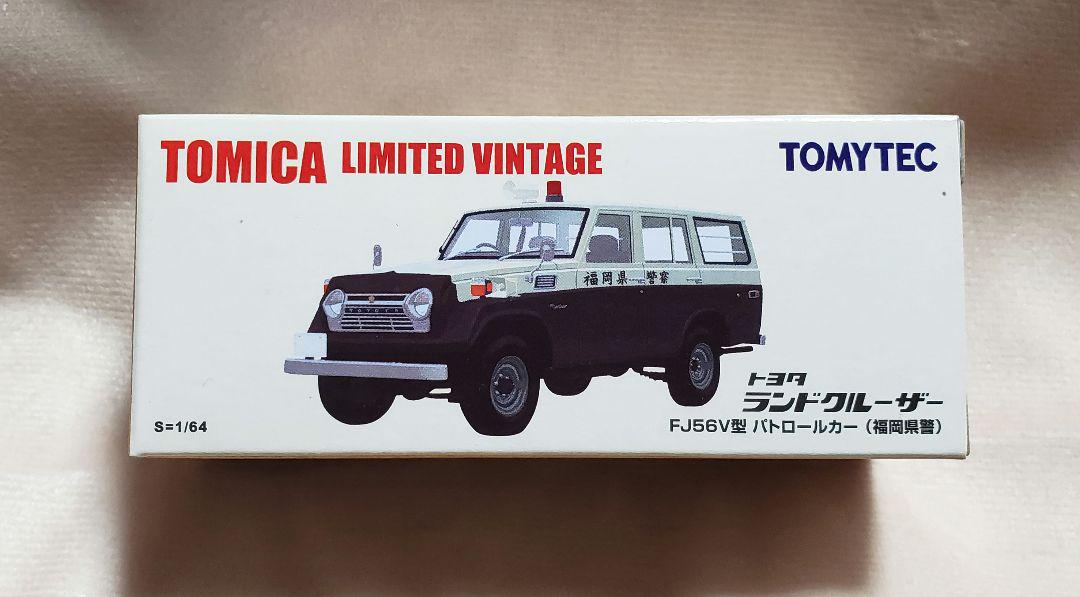 TOMICA LIMITED VINTAGE
TOMYTEC
福岡県 警察
TOYOTA
トヨタ
ランドクルーザー
S=1/64
FJ56V型 パトロールカー（福岡県警）